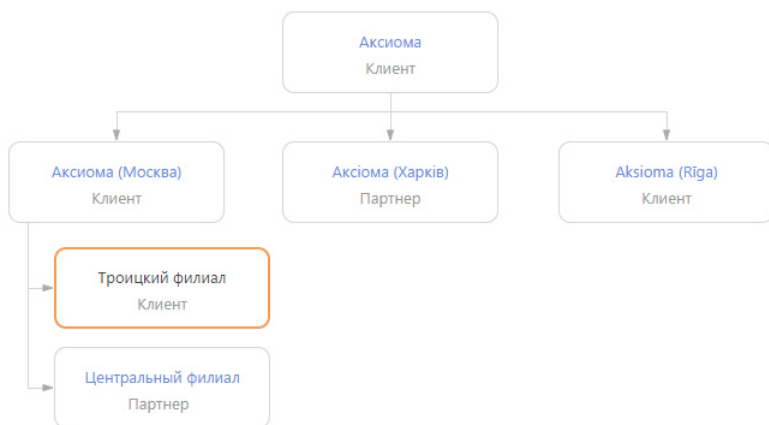 Аксиома
Клиент
Аксиома (Москва)
Клиент
Аксіома (Харків)
Партнер
Aksioma (Rīga)
Клиент
Троицкий филиал
Клиент
Центральный филиал
Партнер